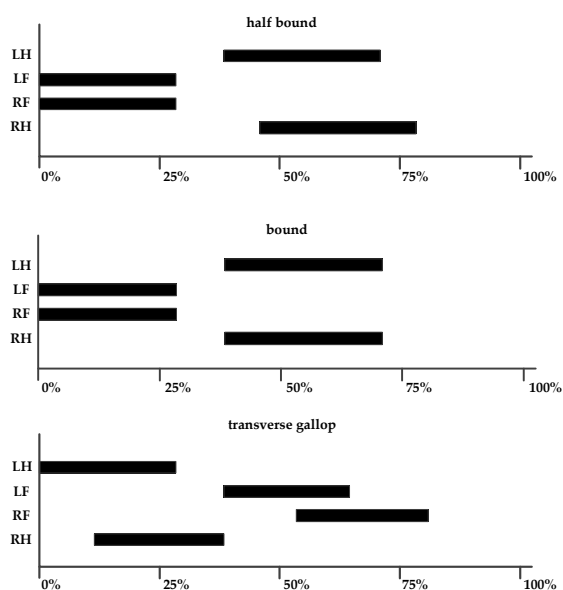 half bound
LH
LF
RF
RH
0% 25% 50% 75% 100%
bound
LH
LF
RF
RH
0% 25% 50% 75% 100%
transverse gallop
LH
LF
RF
RH
0% 25% 50% 75% 100%